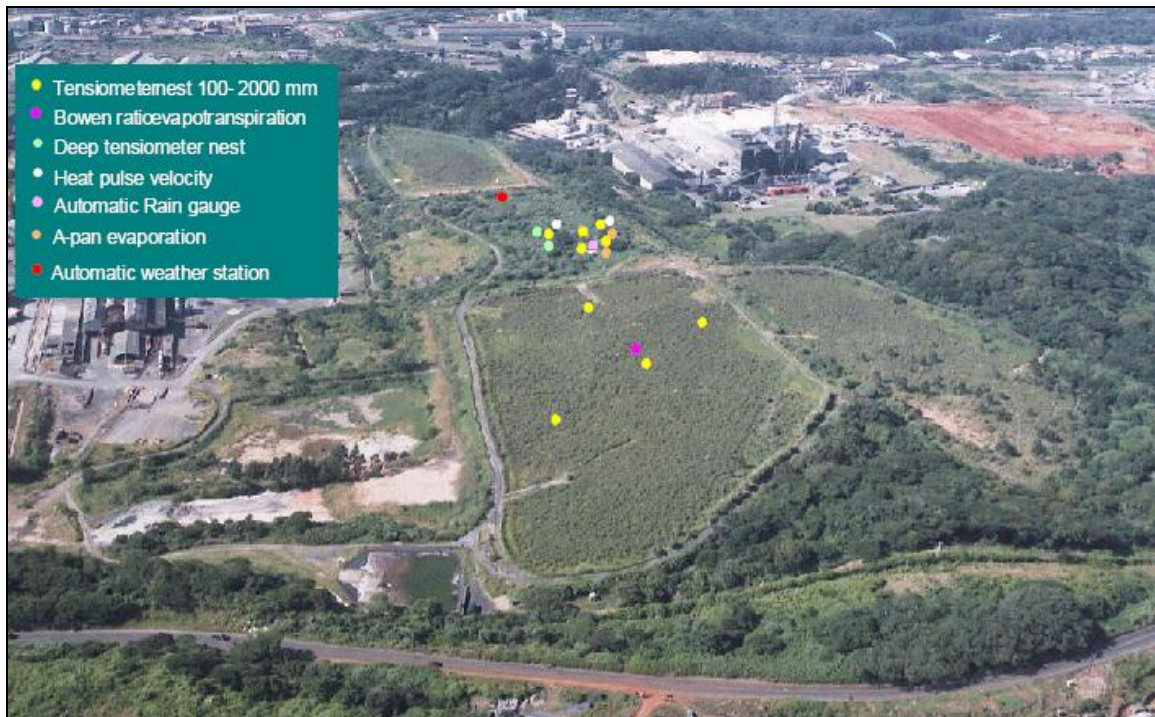 Tensiometernest 100- 2000 mm
Bowen ratioevapotranspiration
Deep tensiometer nest
Heat pulse velocity
Automatic Rain gauge
A-pan evaporation
Automatic weather station